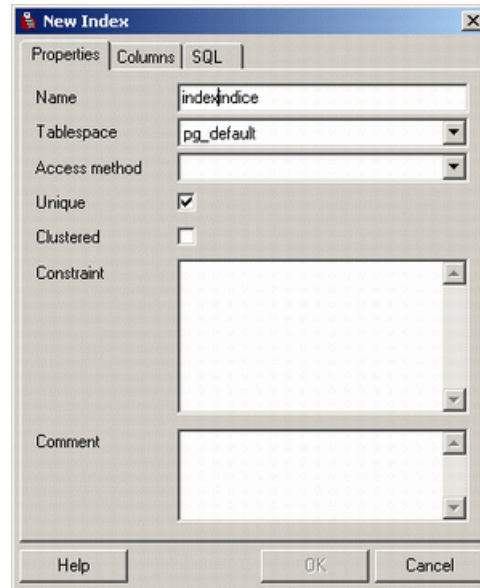 New Index
Properties Columns SQL
Name indexindice
Tablespace pg_default
Access method
Unique
Clustered
Constraint
Comment
Help OK Cancel